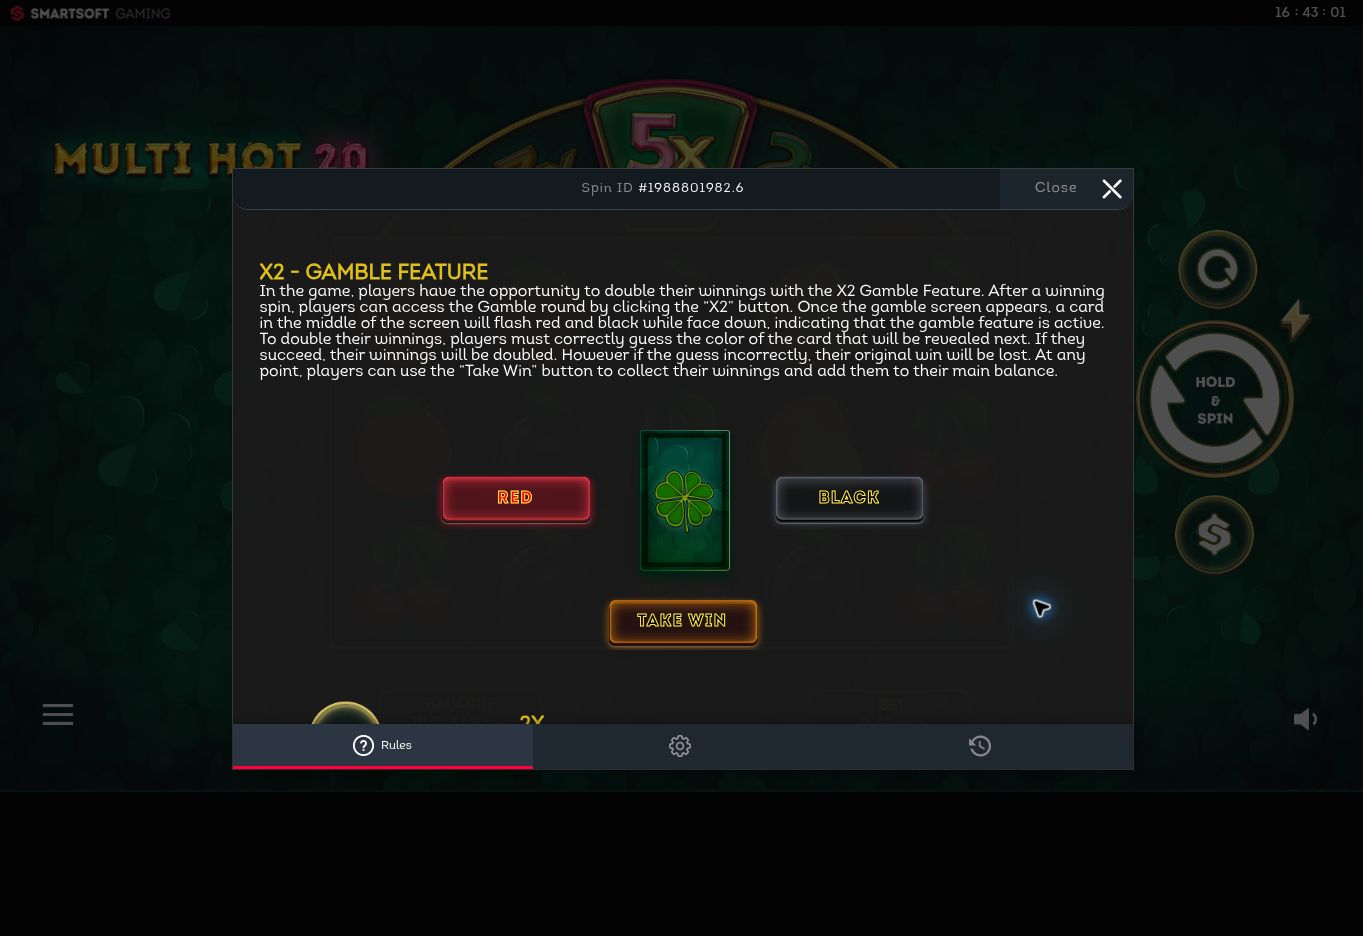 SMARTSOFT GAMING
16 : 43 : 01
5X
MULTI HOT 20
Spin ID #1988801982.6
Close
X2 - GAMBLE FEATURE
In the game, players have the opportunity to double their winnings with the X2 Gamble Feature. After a winning
spin, players can access the Gamble round by clicking the "X2" button. Once the gamble screen appears, a card
in the middle of the screen will flash red and black while face down, indicating that the gamble feature is active.
To double their winnings, players must correctly guess the color of the card that will be revealed next. If they
succeed, their winnings will be doubled. However if the guess incorrectly, their original win will be lost. At any
point, players can use the "Take Win" button to collect their winnings and add them to their main balance.
HOLD
&
SPIN
RED
BLACK
TAKE WIN
BALANCE
BET
2X
Rules